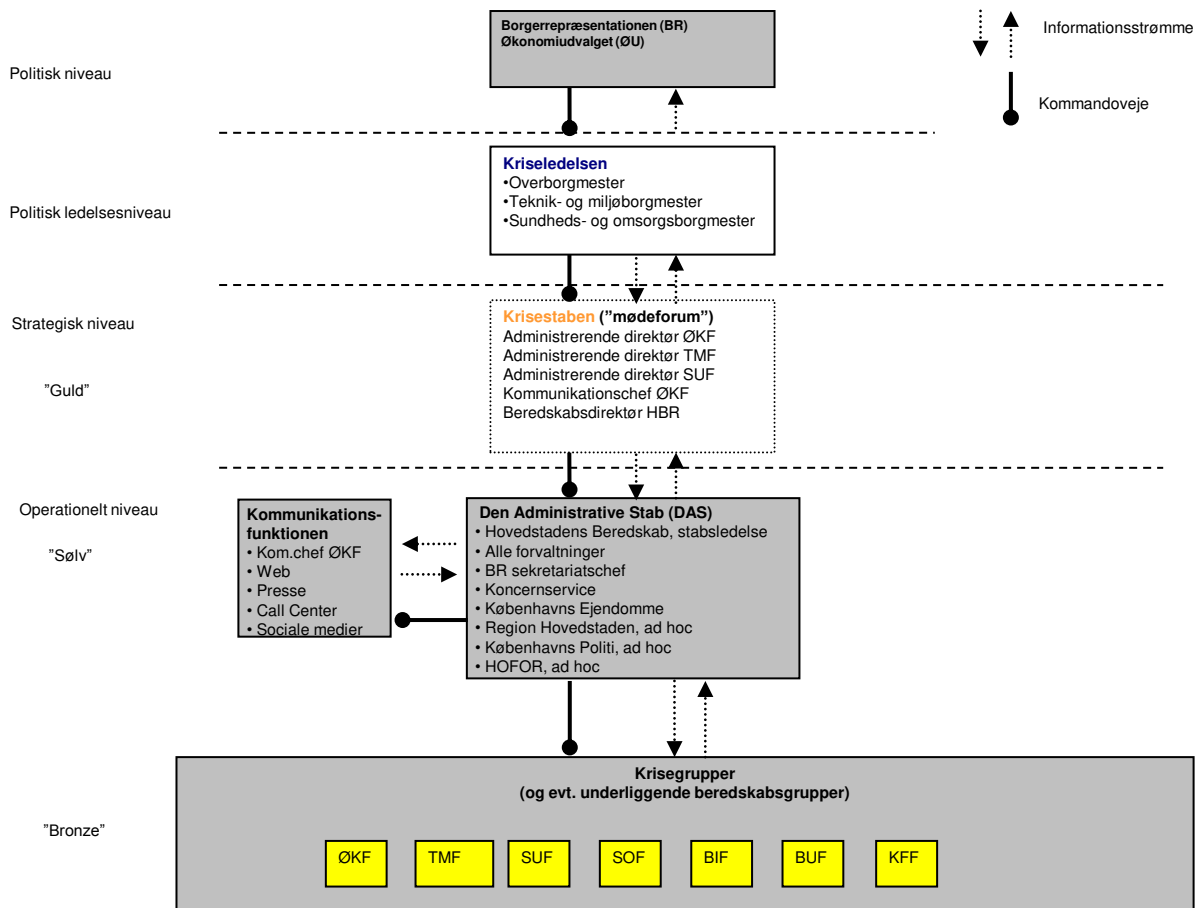 Borgerrepræsentationen (BR)
Økonomiudvalget (ØU)
Informationsstrømme
Kommandoveje
Politisk niveau
Politisk ledelsesniveau
Kriseledelsen
•Overborgmester
•Teknik- og miljøborgmester
•Sundheds- og omsorgsborgmester
Strategisk niveau
”Guld”
Krisestaben (”mødeforum”)
Administrerende direktør ØKF
Administrerende direktør TMF
Administrerende direktør SUF
Kommunikationschef ØKF
Beredskabsdirektør HBR
Operationelt niveau
”Sølv”
Kommunikations-
funktionen
• Kom.chef ØKF
• Web
• Presse
• Call Center
• Sociale medier
Den Administrative Stab (DAS)
• Hovedstadens Beredskab, stabsledelse
• Alle forvaltninger
• BR sekretariatschef
• Koncernservice
• Københavns Ejendomme
• Region Hovedstaden, ad hoc
• Københavns Politi, ad hoc
• HOFOR, ad hoc
”Bronze”
Krisegrupper
(og evt. underliggende beredskabsgrupper)
ØKF
TMF
SUF
SOF
BIF
BUF
KFF